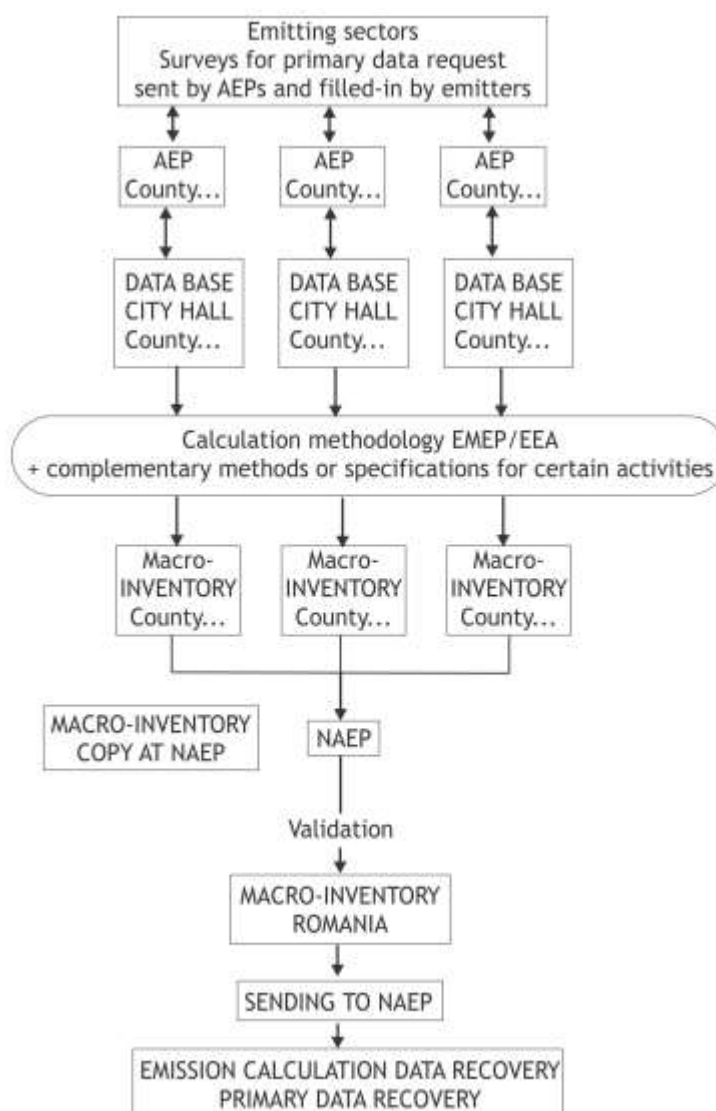 Emitting sectors
Surveys for primary data request
sent by AEPs and filled-in by emitters
AEP
County...
AEP
County...
AEP
County...
DATA BASE
CITY HALL
County...
DATA BASE
CITY HALL
County...
DATA BASE
CITY HALL
County...
Calculation methodology EMEP/EEA
+ complementary methods or specifications for certain activities
Macro-
INVENTORY
County...
Macro-
INVENTORY
County...
Macro-
INVENTORY
County...
MACRO-INVENTORY
COPY AT NAEP
NAEP
Validation
MACRO-INVENTORY
ROMANIA
SENDING TO NAEP
EMISSION CALCULATION DATA RECOVERY
PRIMARY DATA RECOVERY